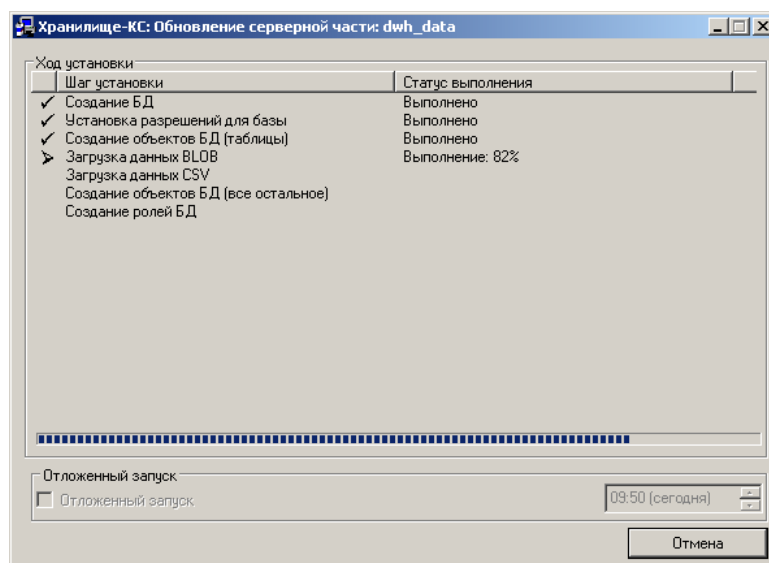 Хранилище-КС: Обновление серверной части: dwh_data
Ход установки
Шаг установки Статус выполнения
Создание БД Выполнено
Установка разрешений для базы Выполнено
Создание объектов БД (таблицы) Выполнено
Загрузка данных BLOB Выполнение: 82%
Загрузка данных CSV
Создание объектов БД (все остальное)
Создание ролей БД
Отложенный запуск
Отложенный запуск 09:50 (сегодня)
Отмена